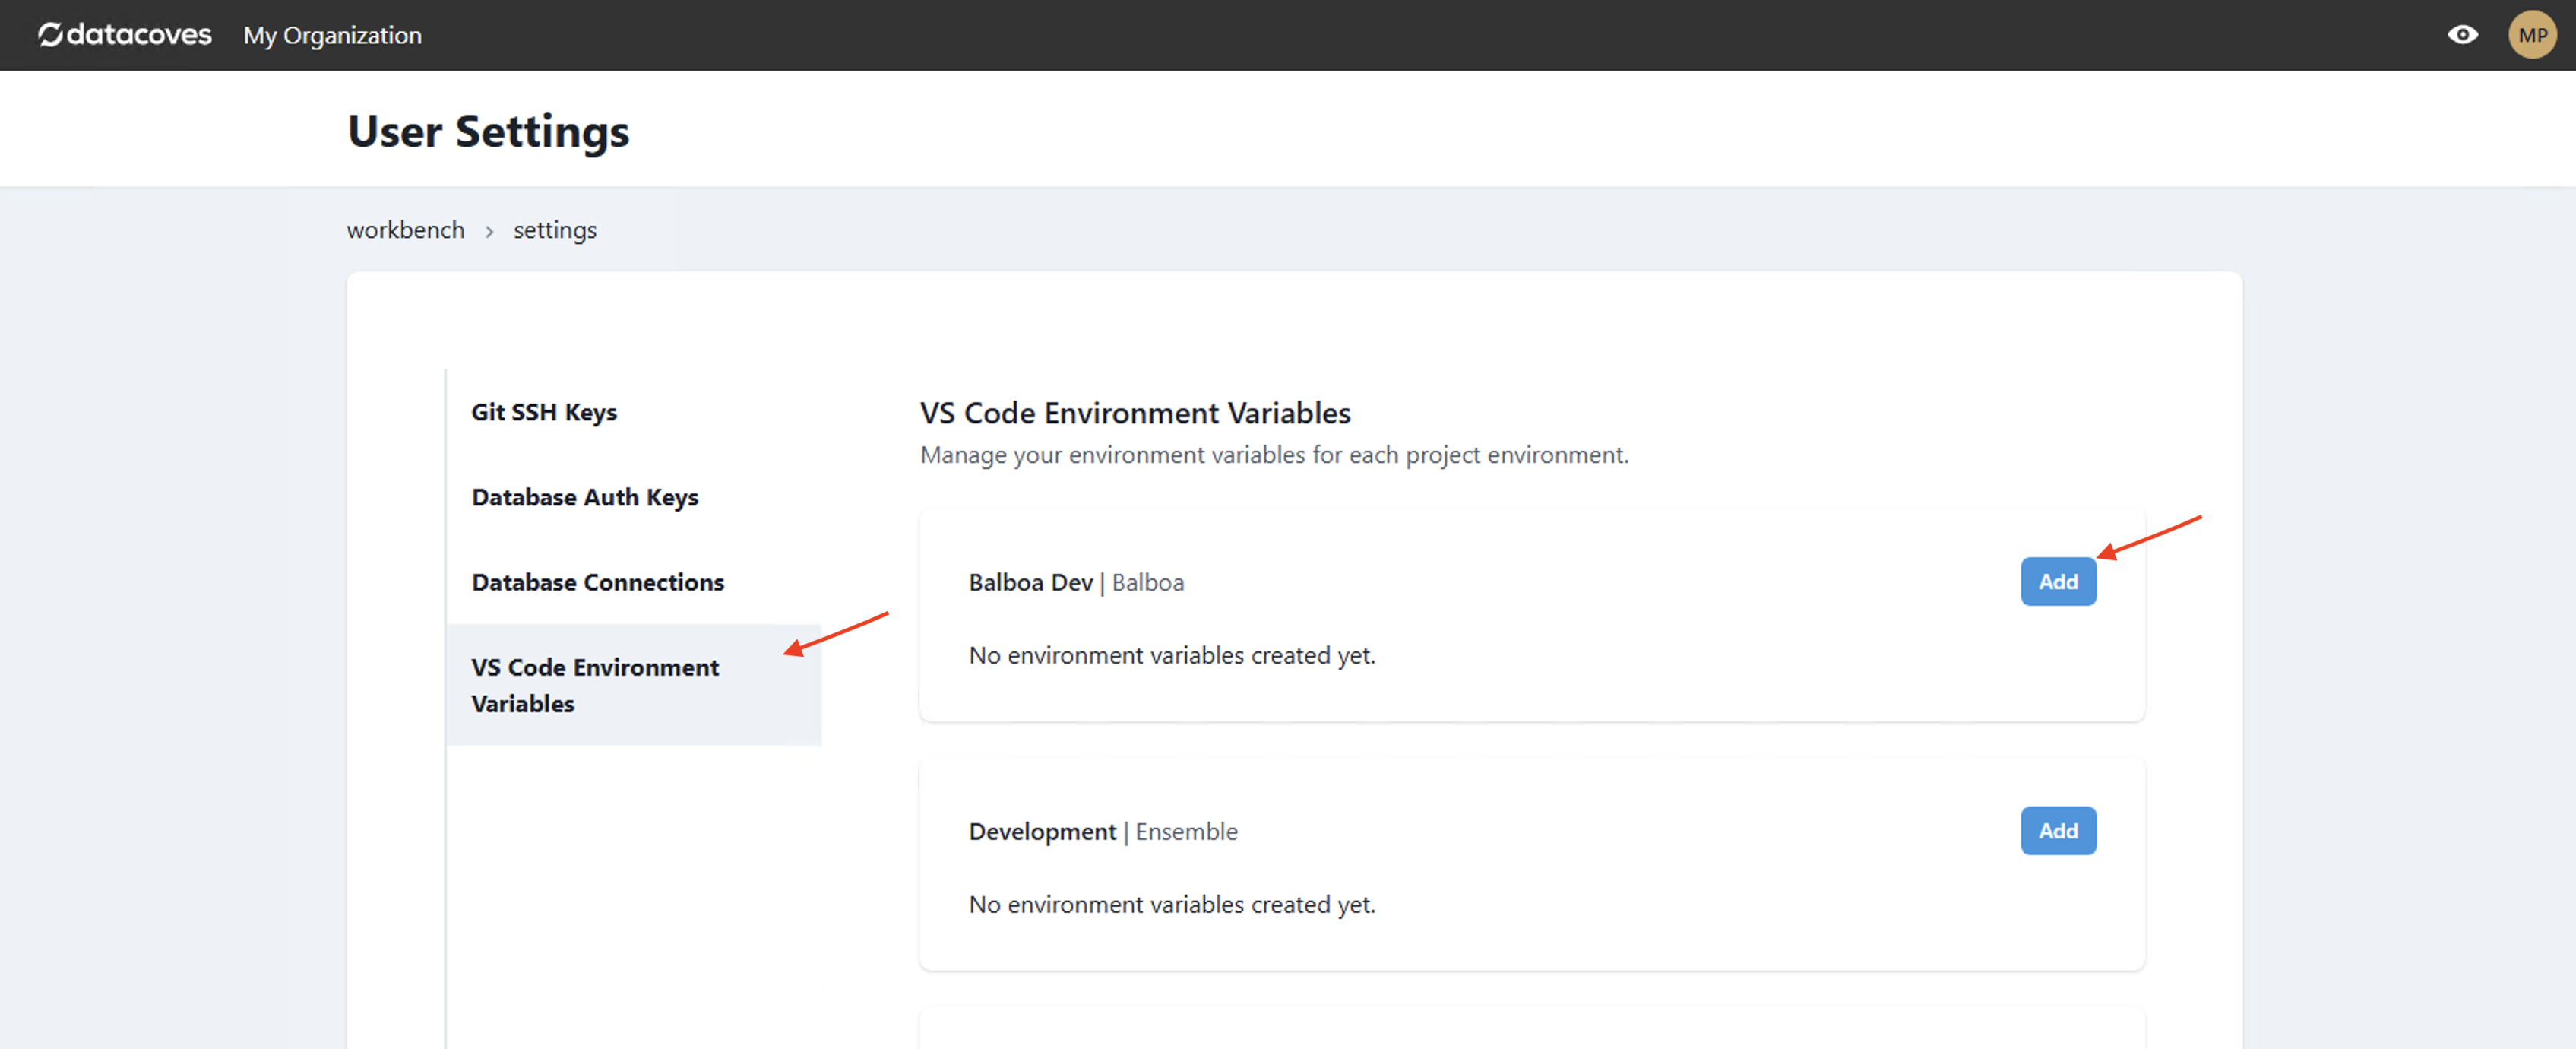 datacoves My Organization MP
User Settings
workbench > settings
Git SSH Keys
Database Auth Keys
Database Connections
VS Code Environment
Variables
VS Code Environment Variables
Manage your environment variables for each project environment.
Balboa Dev | Balboa Add
No environment variables created yet.
Development | Ensemble Add
No environment variables created yet.